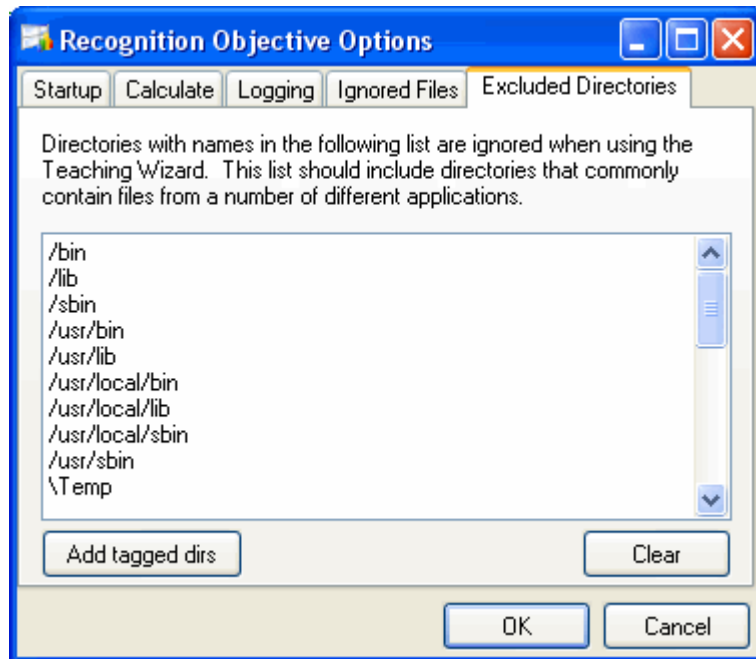 Recognition Objective Options
Startup Calculate Logging Ignored Files Excluded Directories
Directories with names in the following list are ignored when using the
Teaching Wizard. This list should include directories that commonly
contain files from a number of different applications.
/bin
/lib
/sbin
/usr/bin
/usr/lib
/usr/local/bin
/usr/local/lib
/usr/local/sbin
/usr/sbin
\Temp
Add tagged dirs Clear
OK Cancel